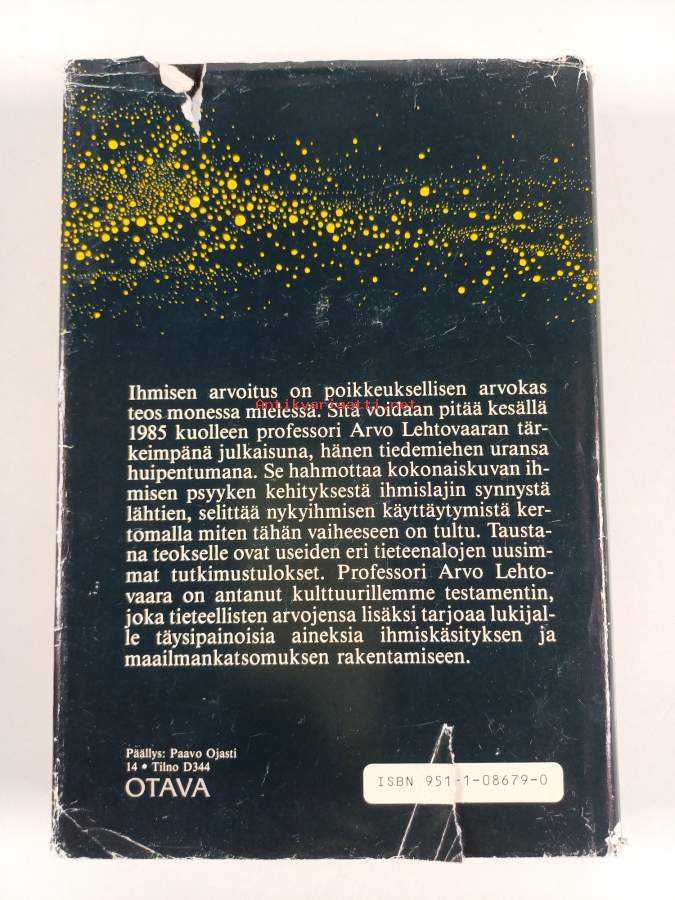 Ihmisen arvoitus on poikkeuksellisen arvokas
Antikvariaatti.net
teos monessa mielessä. Sitä voidaan pitää kesällä
1985 kuolleen professori Arvo Lehtovaaran tär-
keimpänä julkaisuna, hänen tiedemiehen uransa
huipentumana. Se hahmottaa kokonaiskuvan ih-
misen psyyken kehityksestä ihmislajin synnystä
lähtien, selittää nykyihmisen käyttäytymistä ker-
tomalla miten tähän vaiheeseen on tultu. Tausta-
na teokselle ovat useiden eri tieteenalojen uusim-
mat tutkimustulokset. Professori Arvo Lehto-
vaara on antanut kulttuurillemme testamentin,
joka tieteellisten arvojensa lisäksi tarjoaa lukijal-
le täysipainoisia aineksia ihmiskäsityksen ja
maailmankatsomuksen rakentamiseen.
Päällys: Paavo Ojasti
14 • Tilno D344
OTAVA
ISBN 951-1-08679-0